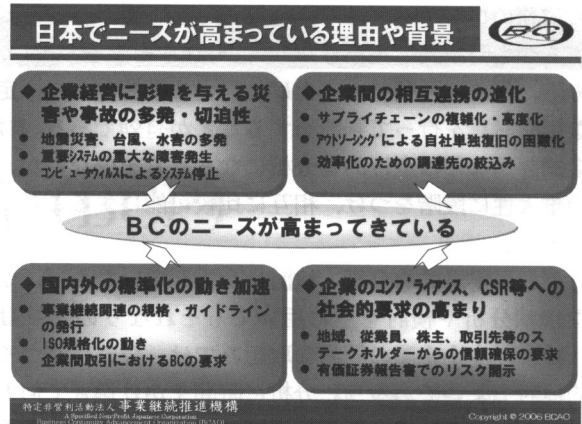 日本でニーズが高まっている理由や背景
BC
◆ 企業経営に影響を与える災
害や事故の多発・切迫性
● 地震災害、台風、水害の多発
● 重要システムの重大な障害発生
● コンピュータウィルスによるシステム停止
◆ 企業間の相互連携の進化
● サプライチェーンの複雑化・高度化
● アウトソーシングによる自社単独復旧の困難化
● 効率化のための調達先の絞込み
BCのニーズが高まってきている
◆ 国内外の標準化の動き加速
● 事業継続関連の規格・ガイドライン
の発行
● ISO規格化の動き
● 企業間取引におけるBCの要求
◆ 企業のコンプライアンス、CSR等への
社会的要求の高まり
● 地域、従業員、株主、取引先等のス
テークホルダーからの信頼確保の要求
● 有価証券報告書でのリスク開示
特定非営利活動法人 事業継続推進機構
A Specified Non-Profit Japanese Corporation
Business Continuity Advancement Organization (BCAO)
Copyright © 2006 BCAO